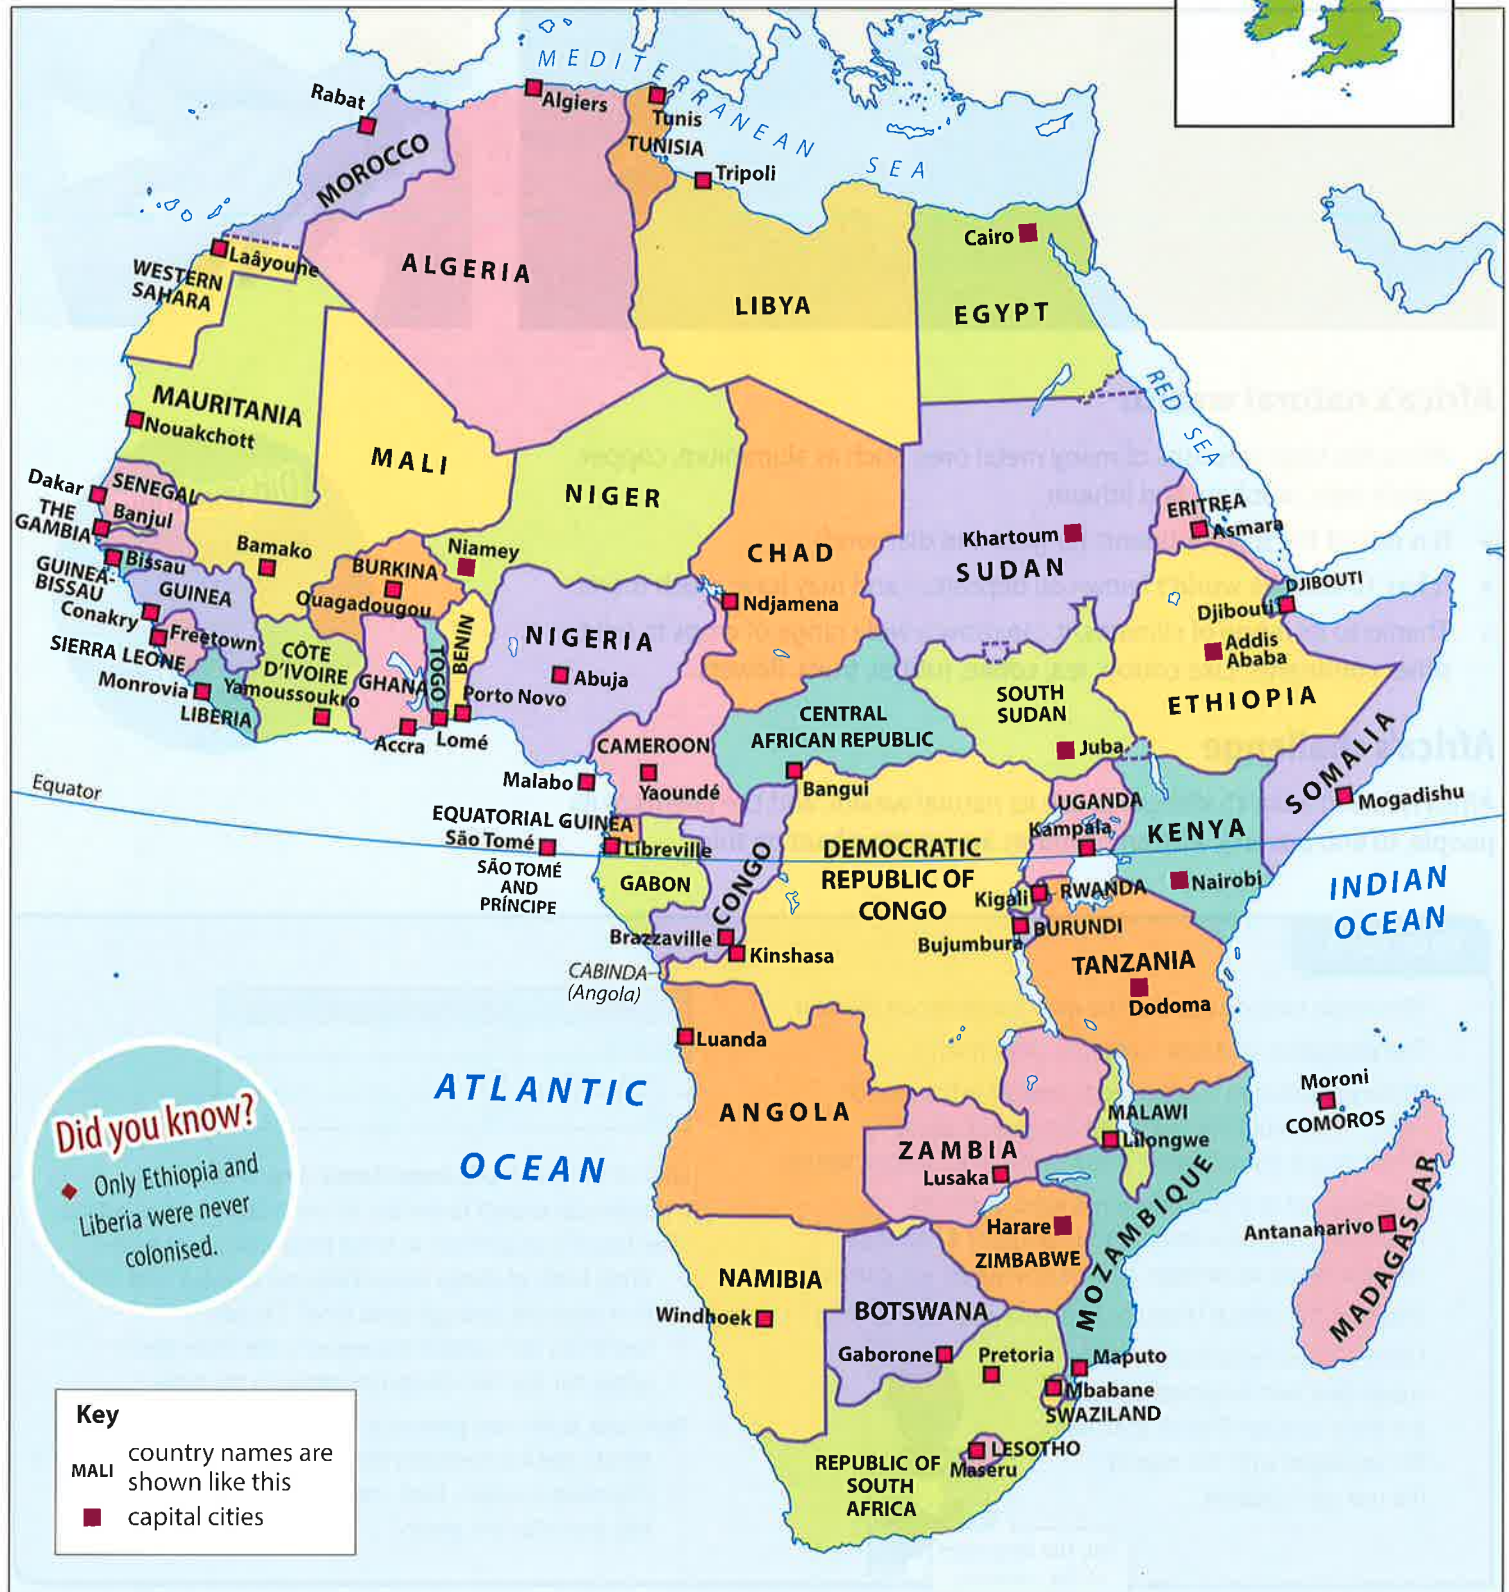 MEDITERRANEAN SEA
Rabat
Algiers
Tunis
TUNISIA
Tripoli
MOROCCO
Cairo
Laâyoune
WESTERN
SAHARA
ALGERIA
LIBYA
EGYPT
RED SEA
MAURITANIA
Nouakchott
MALI
NIGER
CHAD
Khartoum
SUDAN
ERITREA
Asmara
Dakar
SENEGAL
THE
GAMBIA
Banjul
Bissau
GUINEA-
BISSAU
GUINEA
Conakry
Freetown
SIERRA LEONE
Monrovia
LIBERIA
Bamako
BURKINA
Ouagadougou
Niamey
CÔTE
D'IVOIRE
Yamoussoukro
GHANA
TOGO
BENIN
Accra
Lomé
Porto Novo
NIGERIA
Abuja
Ndjamena
DJIBOUTI
Djibouti
Addis
Ababa
ETHIOPIA
SOUTH
SUDAN
Juba
CENTRAL
AFRICAN REPUBLIC
Bangui
CAMEROON
Yaoundé
Malabo
EQUATORIAL GUINEA
São Tomé
SÃO TOMÉ
AND
PRÍNCIPE
Libreville
GABON
CONGO
Brazzaville
Kinshasa
CABINDA
(Angola)
Equator
DEMOCRATIC
REPUBLIC OF
CONGO
UGANDA
Kampala
KENYA
Nairobi
SOMALIA
Mogadishu
Kigali
RWANDA
Bujumbura
BURUNDI
TANZANIA
Dodoma
INDIAN
OCEAN
Luanda
ANGOLA
ATLANTIC
OCEAN
ZAMBIA
Lusaka
MALAWI
Lilongwe
Moroni
COMOROS
Harare
ZIMBABWE
MOZAMBIQUE
Antananarivo
MADAGASCAR
NAMIBIA
Windhoek
BOTSWANA
Gaborone
Pretoria
Maputo
Mbabane
SWAZILAND
LESOTHO
Maseru
REPUBLIC OF
SOUTH
AFRICA
Did you know?
Only Ethiopia and
Liberia were never
colonised.
Key
MALI
country names are
shown like this
capital cities